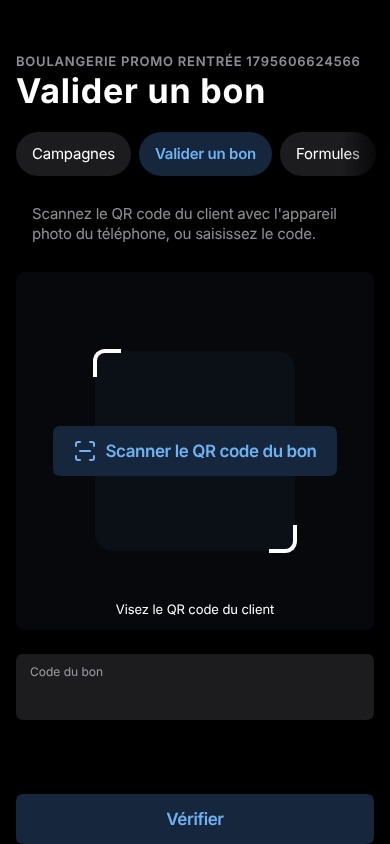 BOULANGERIE PROMO RENTRÉE 1795606624566
Valider un bon
Campagnes
Valider un bon
Formules
Scannez le QR code du client avec l'appareil
photo du téléphone, ou saisissez le code.
Scanner le QR code du bon
Visez le QR code du client
Code du bon
Vérifier